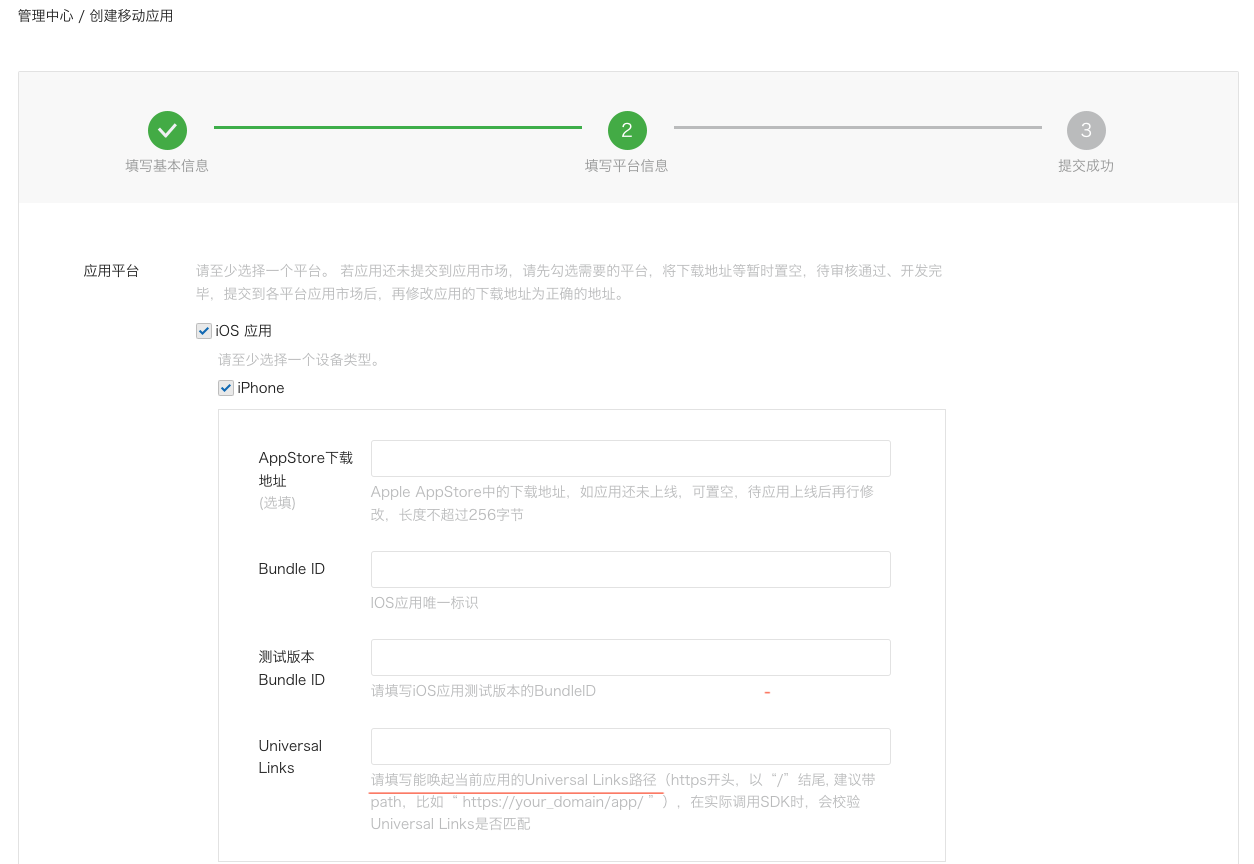 管理中心 / 创建移动应用
2
3
填写基本信息
填写平台信息
提交成功
应用平台
请至少选择一个平台。 若应用还未提交到应用市场，请先勾选需要的平台，将下载地址等暂时置空，待审核通过、开发完
毕，提交到各平台应用市场后，再修改应用的下载地址为正确的地址。
iOS 应用
请至少选择一个设备类型。
iPhone
AppStore下载
地址
(选填)
Apple AppStore中的下载地址，如应用还未上线，可置空，待应用上线后再行修
改，长度不超过256字节
Bundle ID
IOS应用唯一标识
测试版本
Bundle ID
请填写iOS应用测试版本的BundleID
Universal
Links
请填写能唤起当前应用的Universal Links路径（https开头，以“/”结尾, 建议带
path，比如“ https://your_domain/app/ ”），在实际调用SDK时，会校验
Universal Links是否匹配